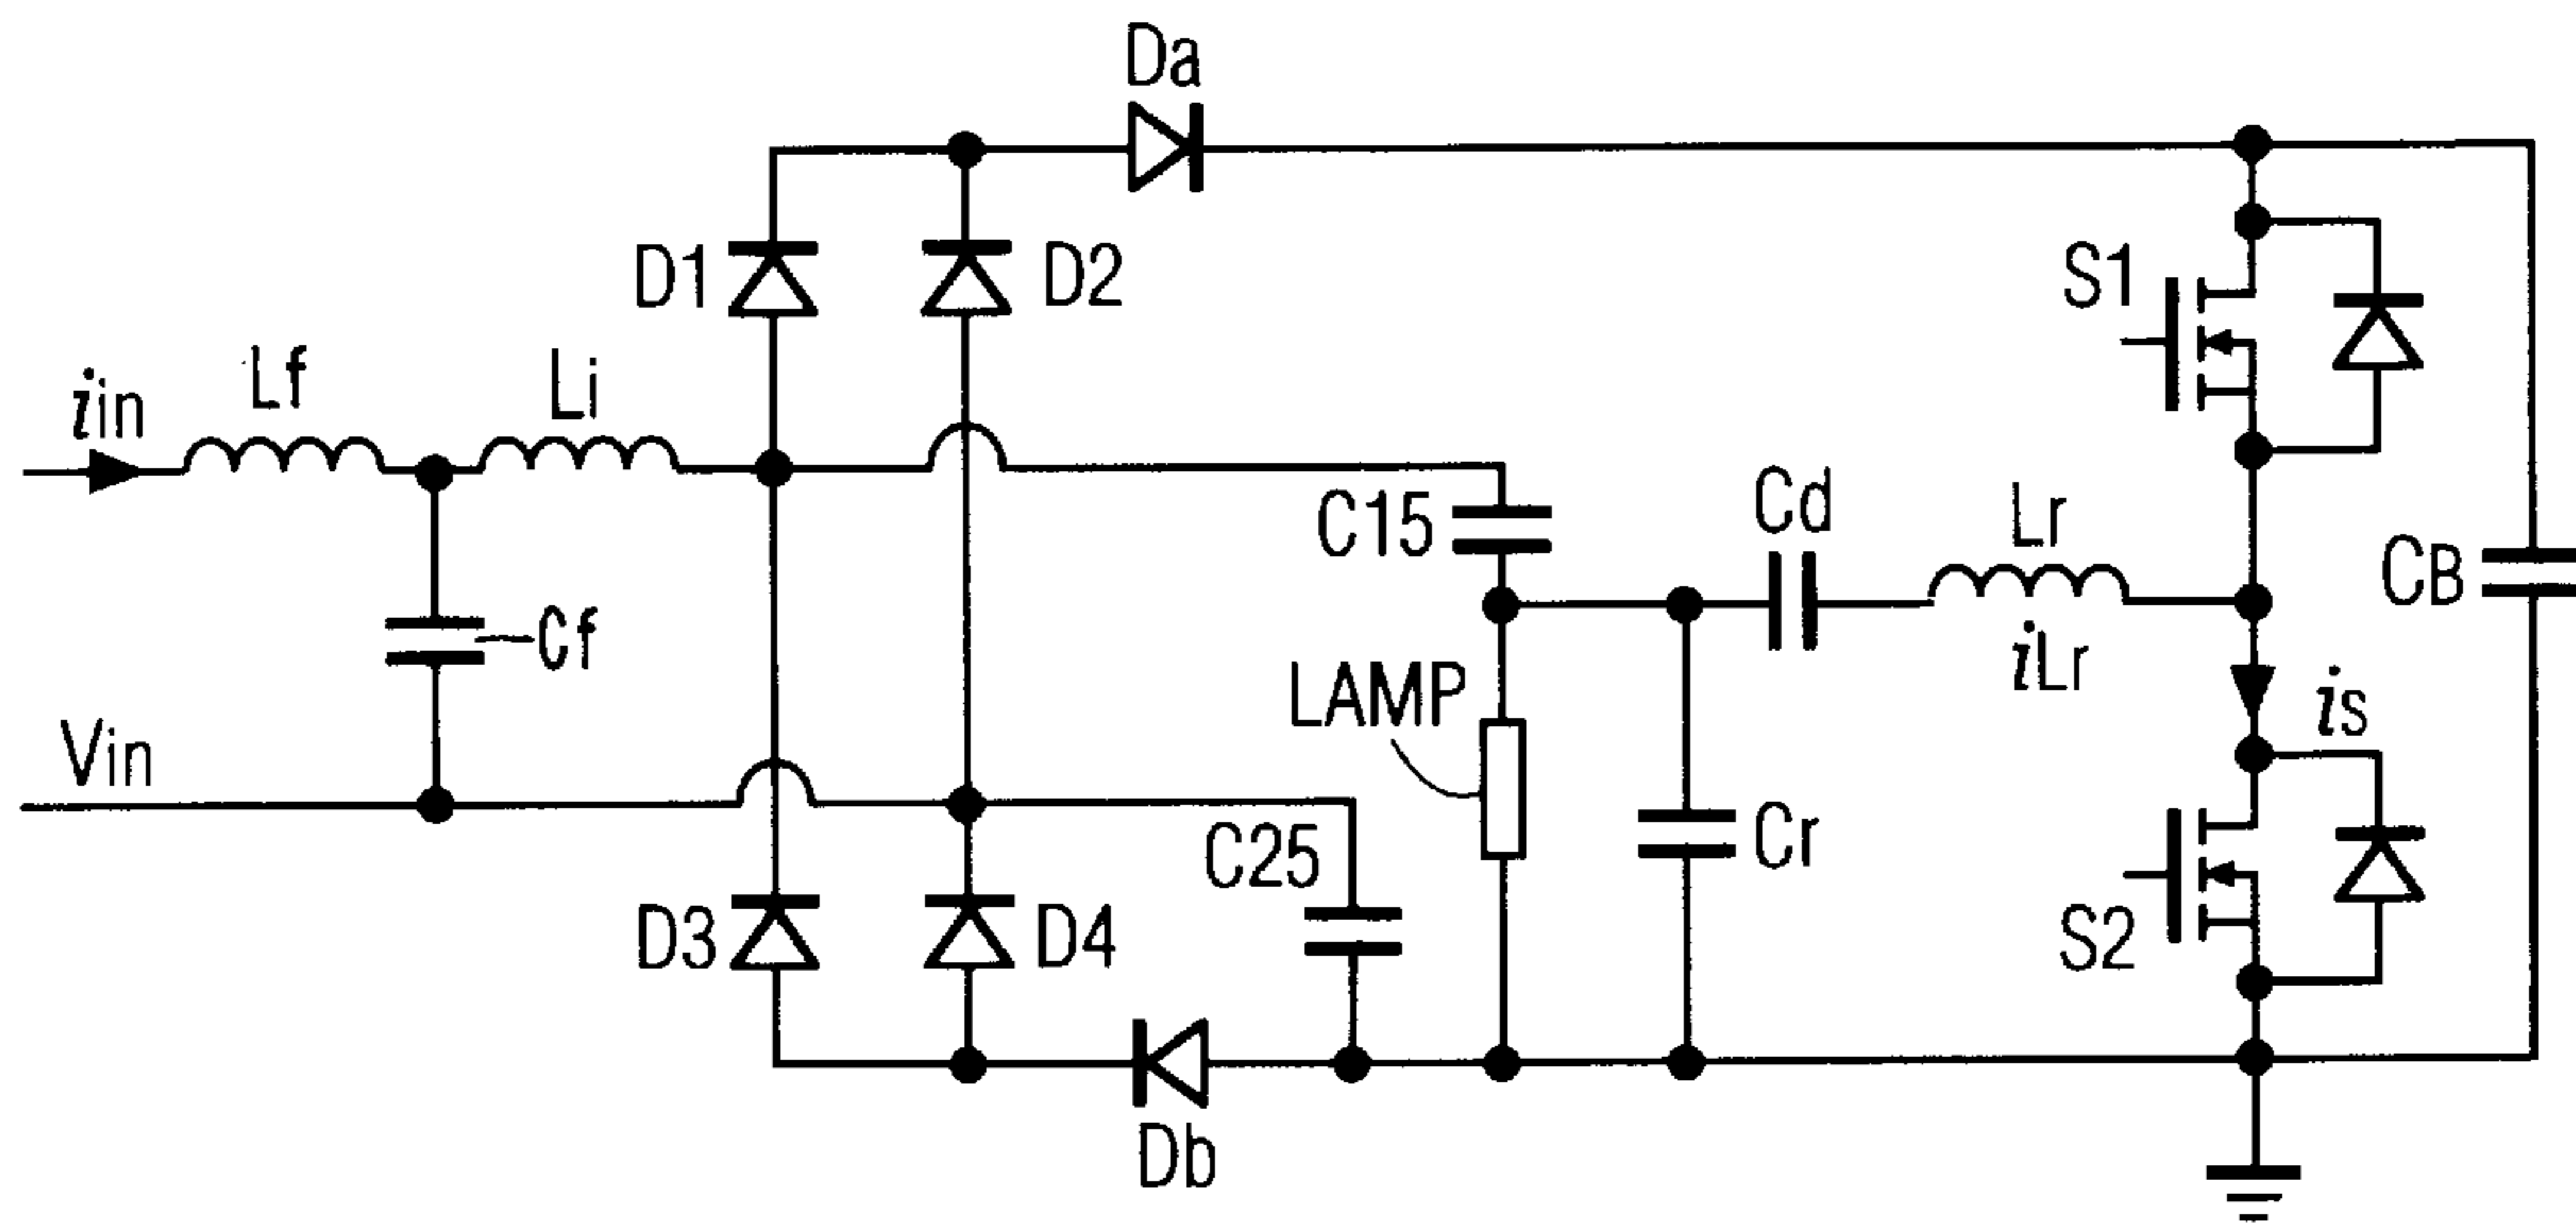 Da
D1
D2
S1
iin
Lf
Li
C15
Cd
Lr
CB
Cf
iLr
LAMP
is
Vin
C25
Cr
D3
D4
S2
Db